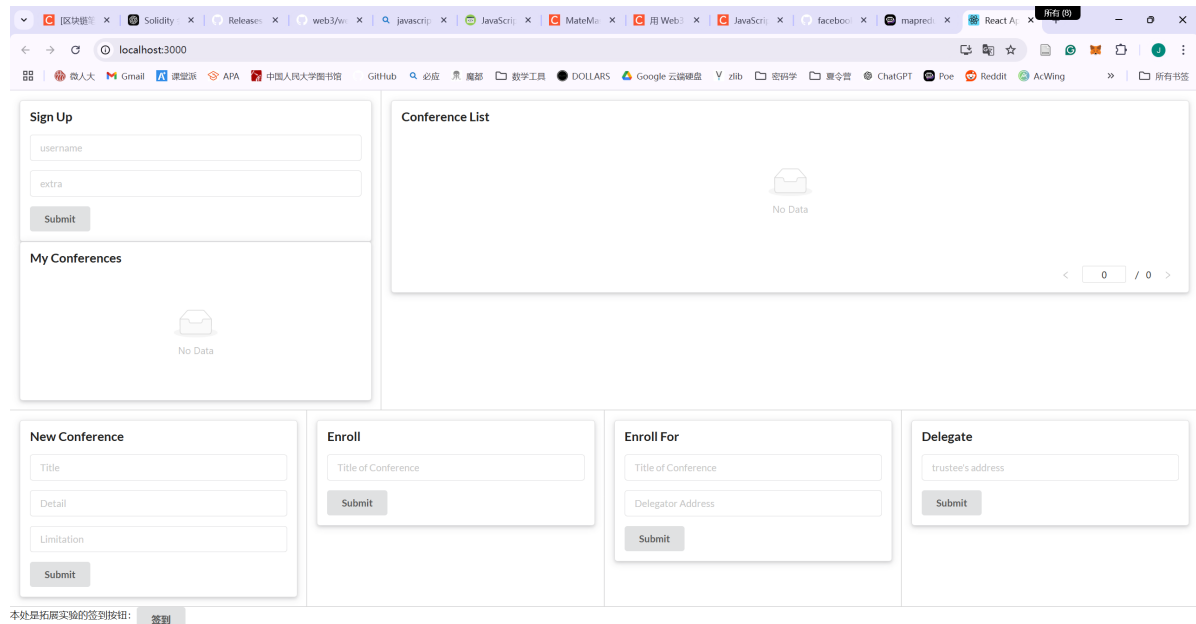 [区块链笔
Solidity
Releases
web3/we
javascrip
JavaScrip
MateMa
用 Web3
JavaScrip
faceboo
mapredu
React Ap
所有 (8)
localhost:3000
微人大
Gmail
课堂派
APA
中国人民大学图书馆
GitHub
必应
魔都
数学工具
DOLLARS
Google 云端硬盘
zlib
密码学
夏令营
ChatGPT
Poe
Reddit
AcWing
»
所有书签
Sign Up
username
extra
Submit
My Conferences
No Data
Conference List
No Data
< 0 / 0 >
New Conference
Title
Detail
Limitation
Submit
Enroll
Title of Conference
Submit
Enroll For
Title of Conference
Delegator Address
Submit
Delegate
trustee's address
Submit
本处是拓展实验的签到按钮:
签到